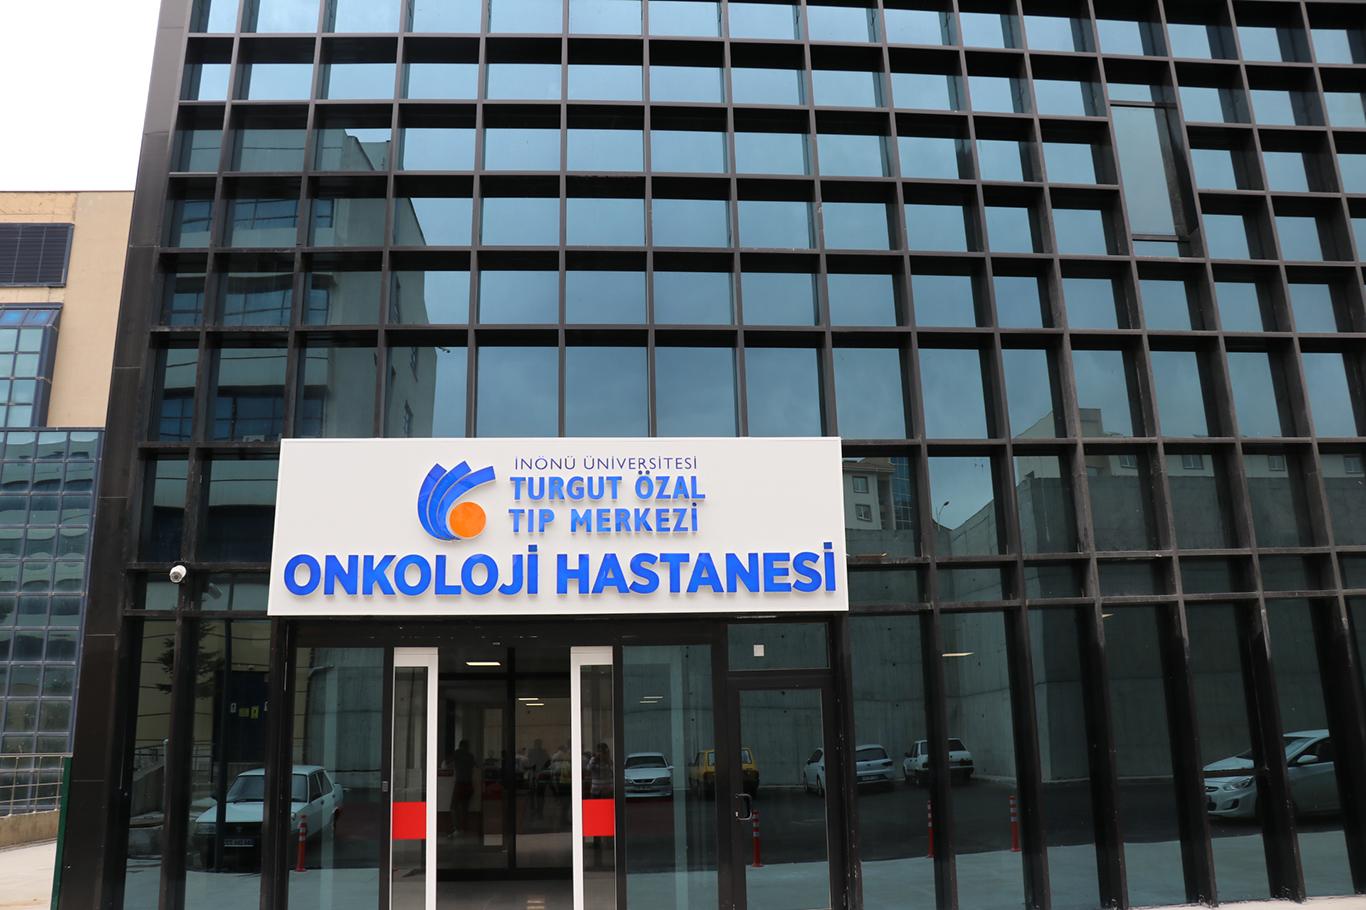 İNÖNÜ ÜNİVERSİTESİ
TURGUT ÖZAL
TIP MERKEZİ
ONKOLOJİ HASTANESİ